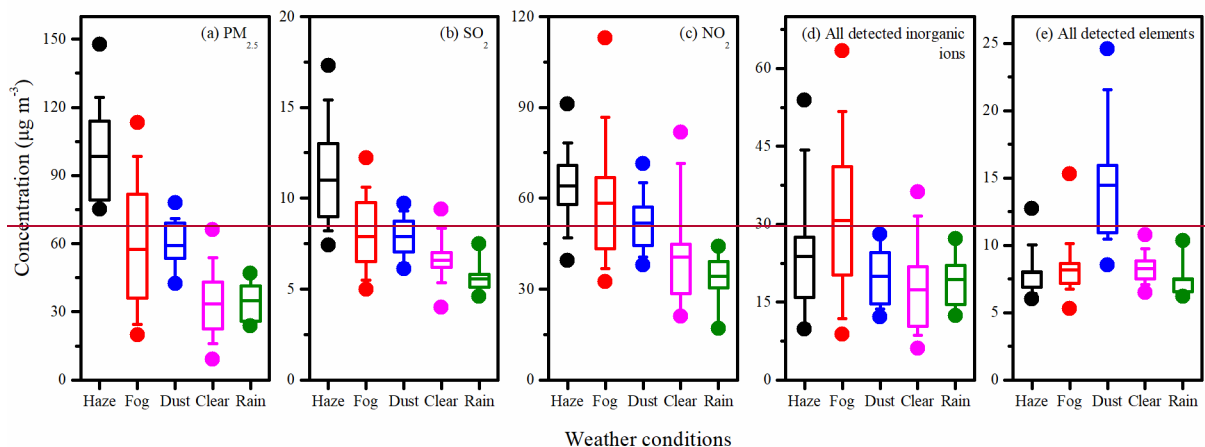 (a) PM2.5
(b) SO2
(c) NO2
(d) All detected inorganic
ions
(e) All detected elements
Concentration (μg m-3)
150
120
90
60
30
0
20
15
10
5
0
120
90
60
30
0
60
45
30
15
0
25
20
15
10
5
0
Haze Fog Dust Clear Rain
Haze Fog Dust Clear Rain
Haze Fog Dust Clear Rain
Haze Fog Dust Clear Rain
Haze Fog Dust Clear Rain
Weather conditions